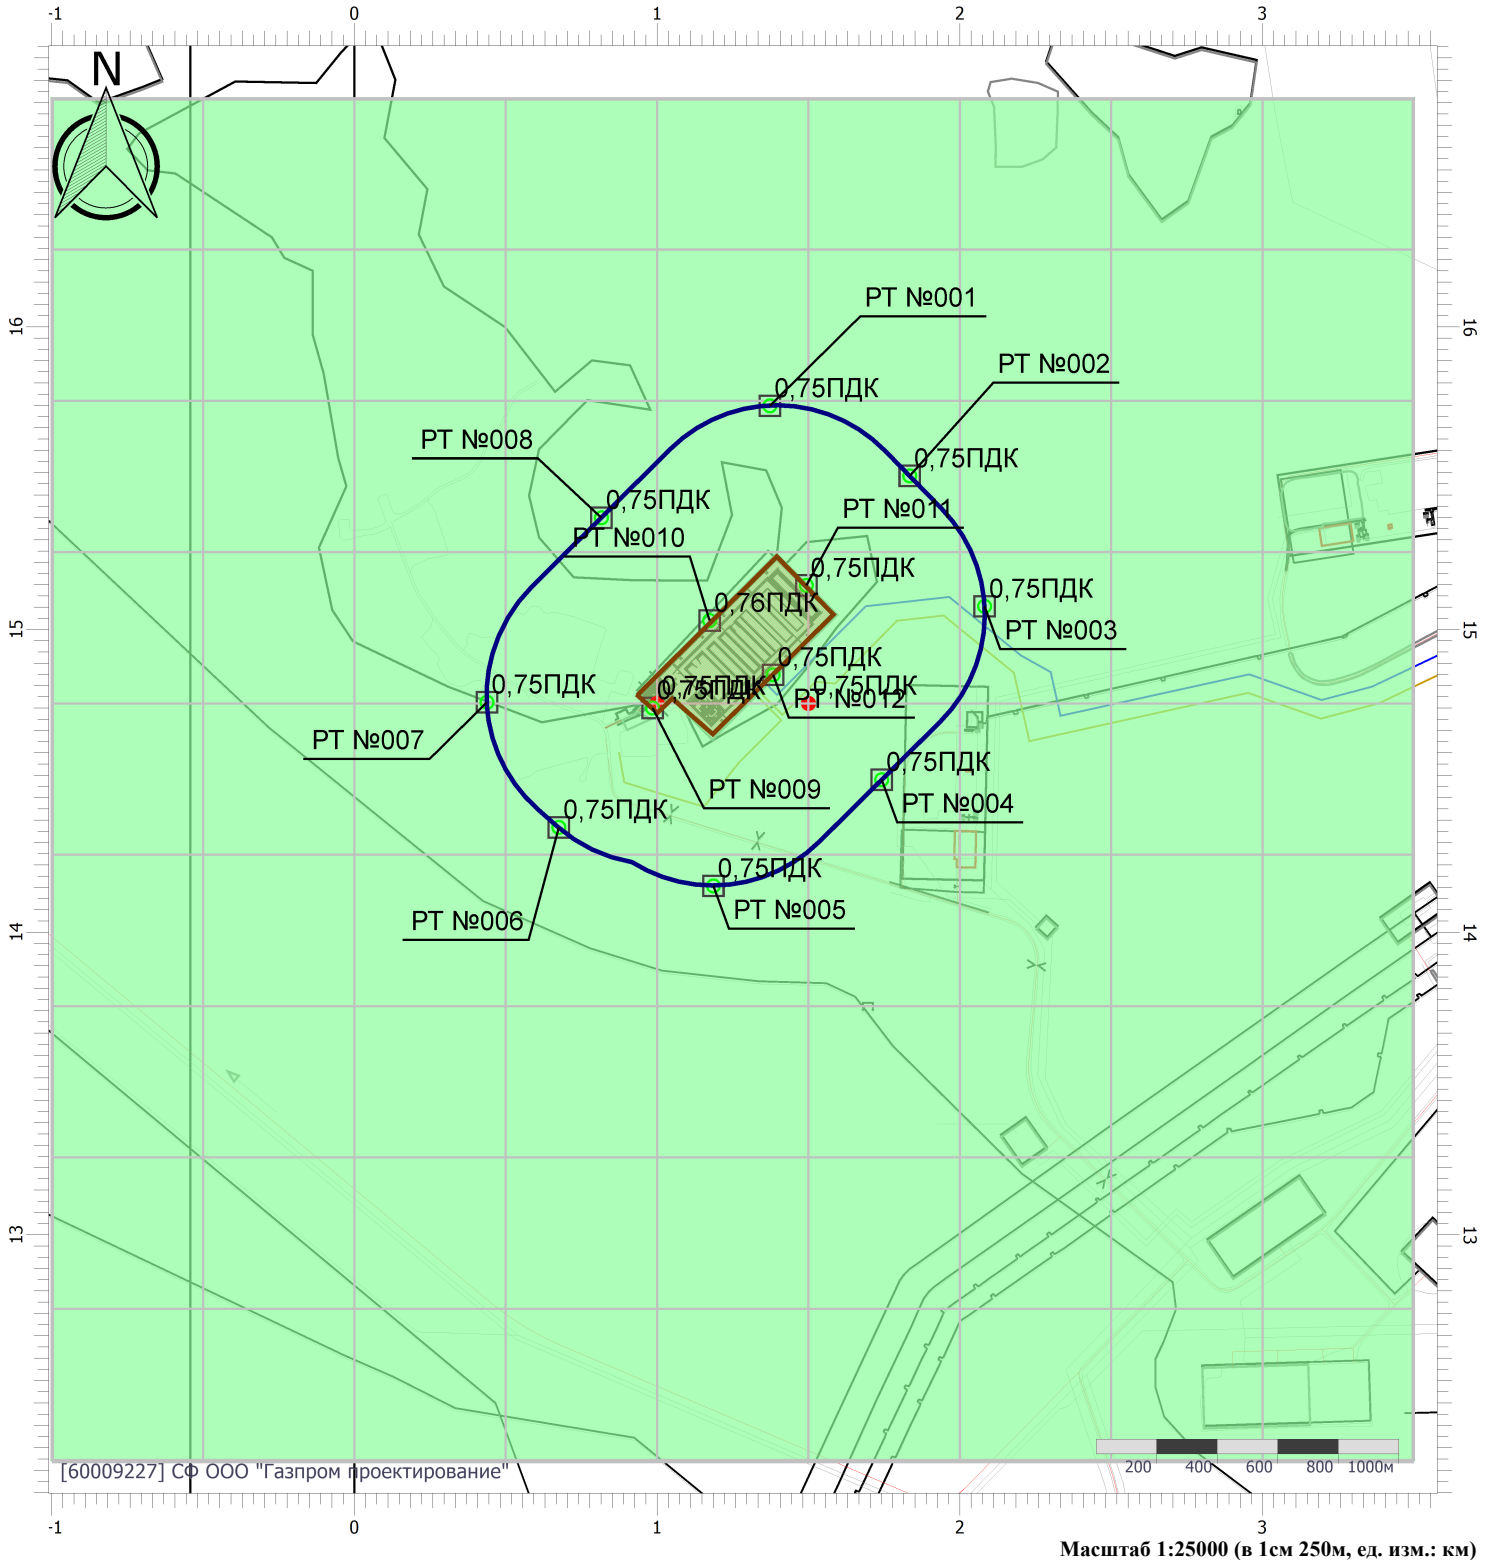 -1 0 1 2 3
N
РТ №001
16 16
РТ №002
0,75ПДК
РТ №008
0,75ПДК
0,75ПДК
РТ №011
РТ №010
0,75ПДК
0,75ПДК
0,76ПДК
15 15
РТ №003
0,75ПДК
0,75ПДК
0,75ПДК
0,75ПДК
0,75ПДК
РТ №012
РТ №007
0,75ПДК
РТ №009
РТ №004
0,75ПДК
0,75ПДК
РТ №005
РТ №006
14 14
13 13
[60009227] СФ ООО "Газпром проектирование"
200 400 600 800 1000м
-1 0 1 2 3
Масштаб 1:25000 (в 1см 250м, ед. изм.: км)